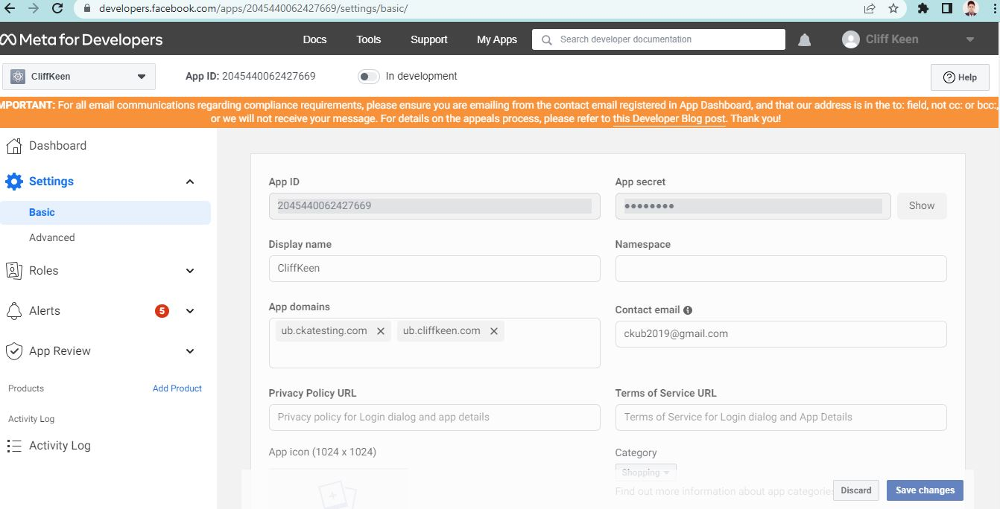 developers.facebook.com/apps/2045440062427669/settings/basic/
Meta for Developers Docs Tools Support My Apps Search developer documentation Cliff Keen
CliffKeen App ID: 2045440062427669 In development Help
MPORTANT: For all email communications regarding compliance requirements, please ensure you are emailing from the contact email registered in App Dashboard, and that our address is in the to: field, not cc: or bcc:,
or we will not receive your message. For details on the appeals process, please refer to this Developer Blog post. Thank you!
Dashboard
Settings
Basic
Advanced
Roles
Alerts 5
App Review
Products Add Product
Activity Log
Activity Log
App ID App secret
2045440062427669 •••••••• Show
Display name Namespace
CliffKeen
App domains Contact email
ub.ckatesting.com ub.cliffkeen.com ckub2019@gmail.com
Privacy Policy URL Terms of Service URL
Privacy policy for Login dialog and app details Terms of Service for Login dialog and App Details
App icon (1024 x 1024) Category
Shopping
Find out more information about app categories Discard Save changes